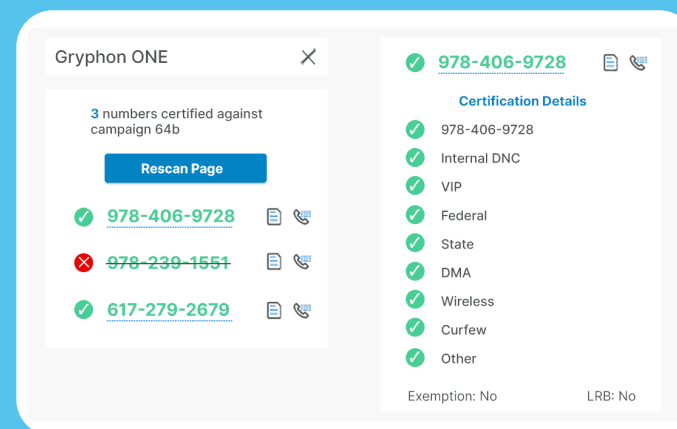 Gryphon ONE
3 numbers certified against
campaign 64b
Rescan Page
978-406-9728
978-239-1551
617-279-2679
978-406-9728
Certification Details
978-406-9728
Internal DNC
VIP
Federal
State
DMA
Wireless
Curfew
Other
Exemption: No
LRB: No